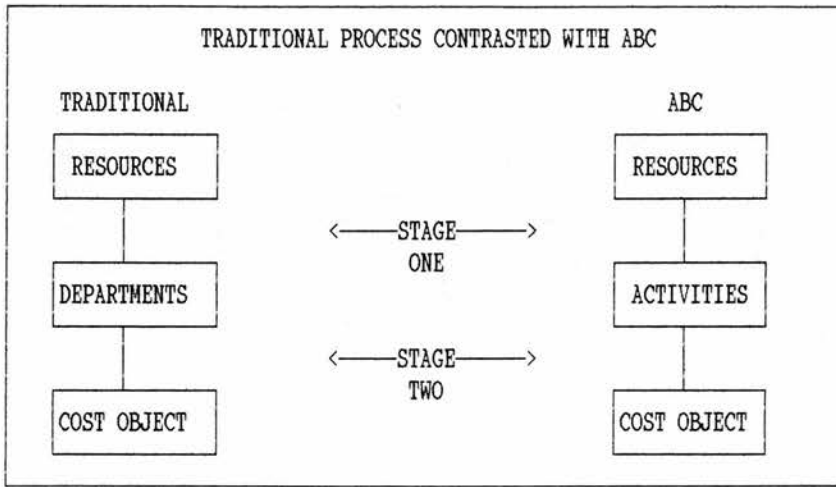 TRADITIONAL PROCESS CONTRASTED WITH ABC
TRADITIONAL ABC
RESOURCES RESOURCES
STAGE
ONE
DEPARTMENTS ACTIVITIES
STAGE
TWO
COST OBJECT COST OBJECT